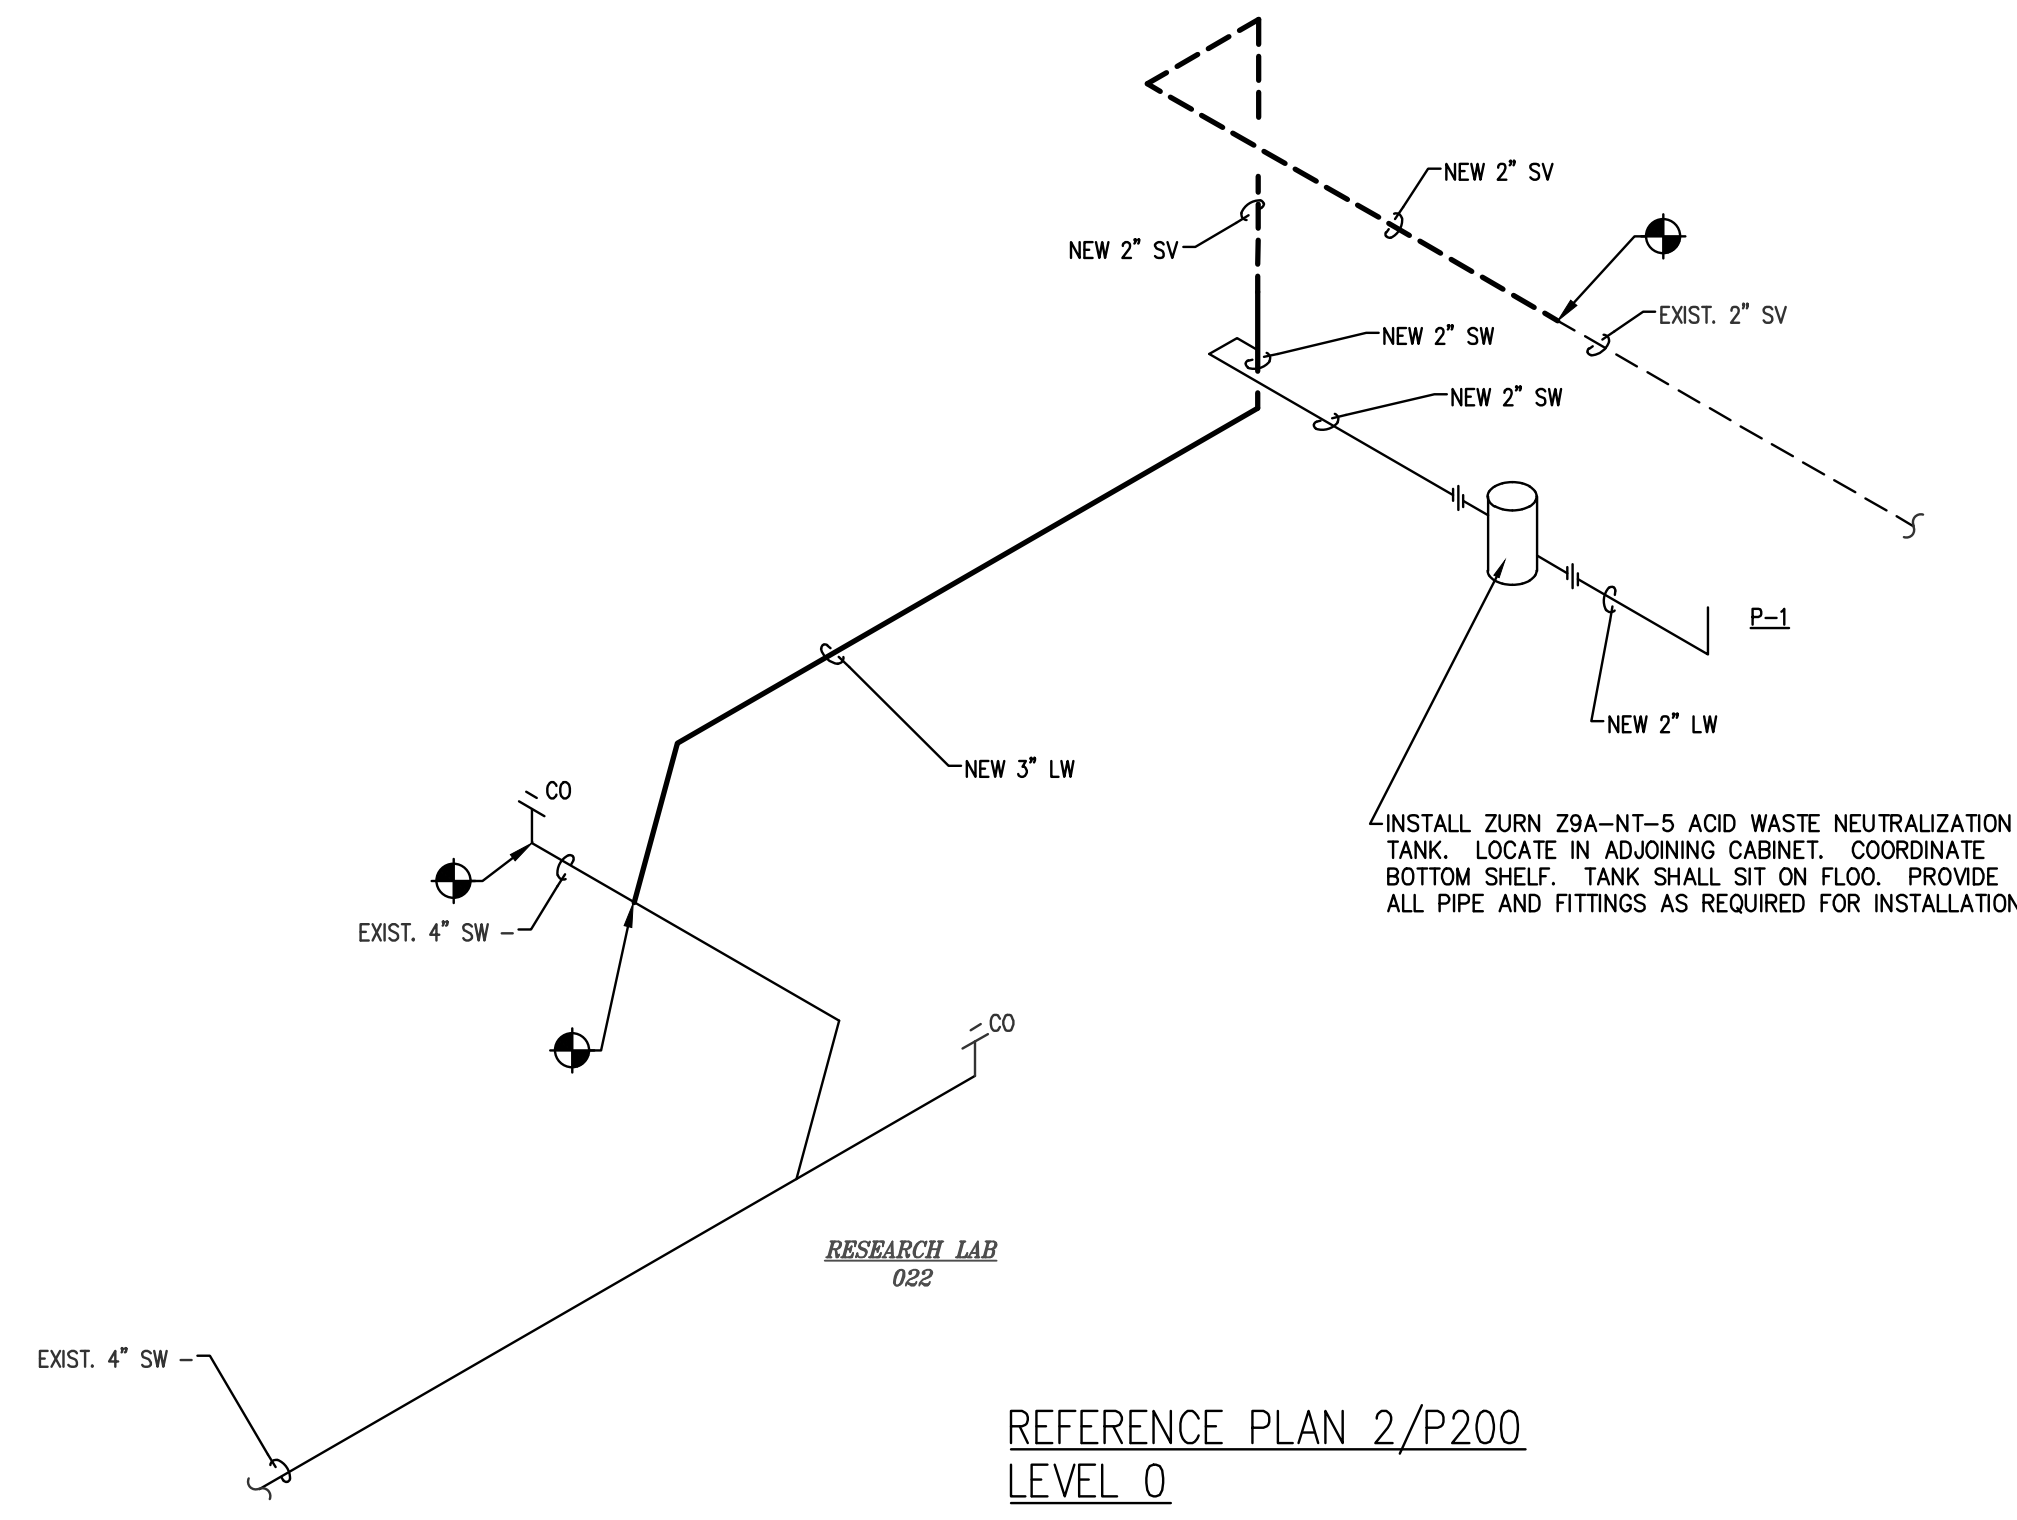 NEW 2" SV
NEW 2" SV
EXIST. 2" SV
NEW 2" SW
NEW 2" SW
P-1
NEW 2" LW
NEW 3" LW
CO
INSTALL ZURN Z9A-NT-5 ACID WASTE NEUTRALIZATION
TANK. LOCATE IN ADJOINING CABINET. COORDINATE
BOTTOM SHELF. TANK SHALL SIT ON FLOO. PROVIDE
ALL PIPE AND FITTINGS AS REQUIRED FOR INSTALLATION
EXIST. 4" SW
CO
RESEARCH LAB
022
EXIST. 4" SW
REFERENCE PLAN 2/P200
LEVEL 0